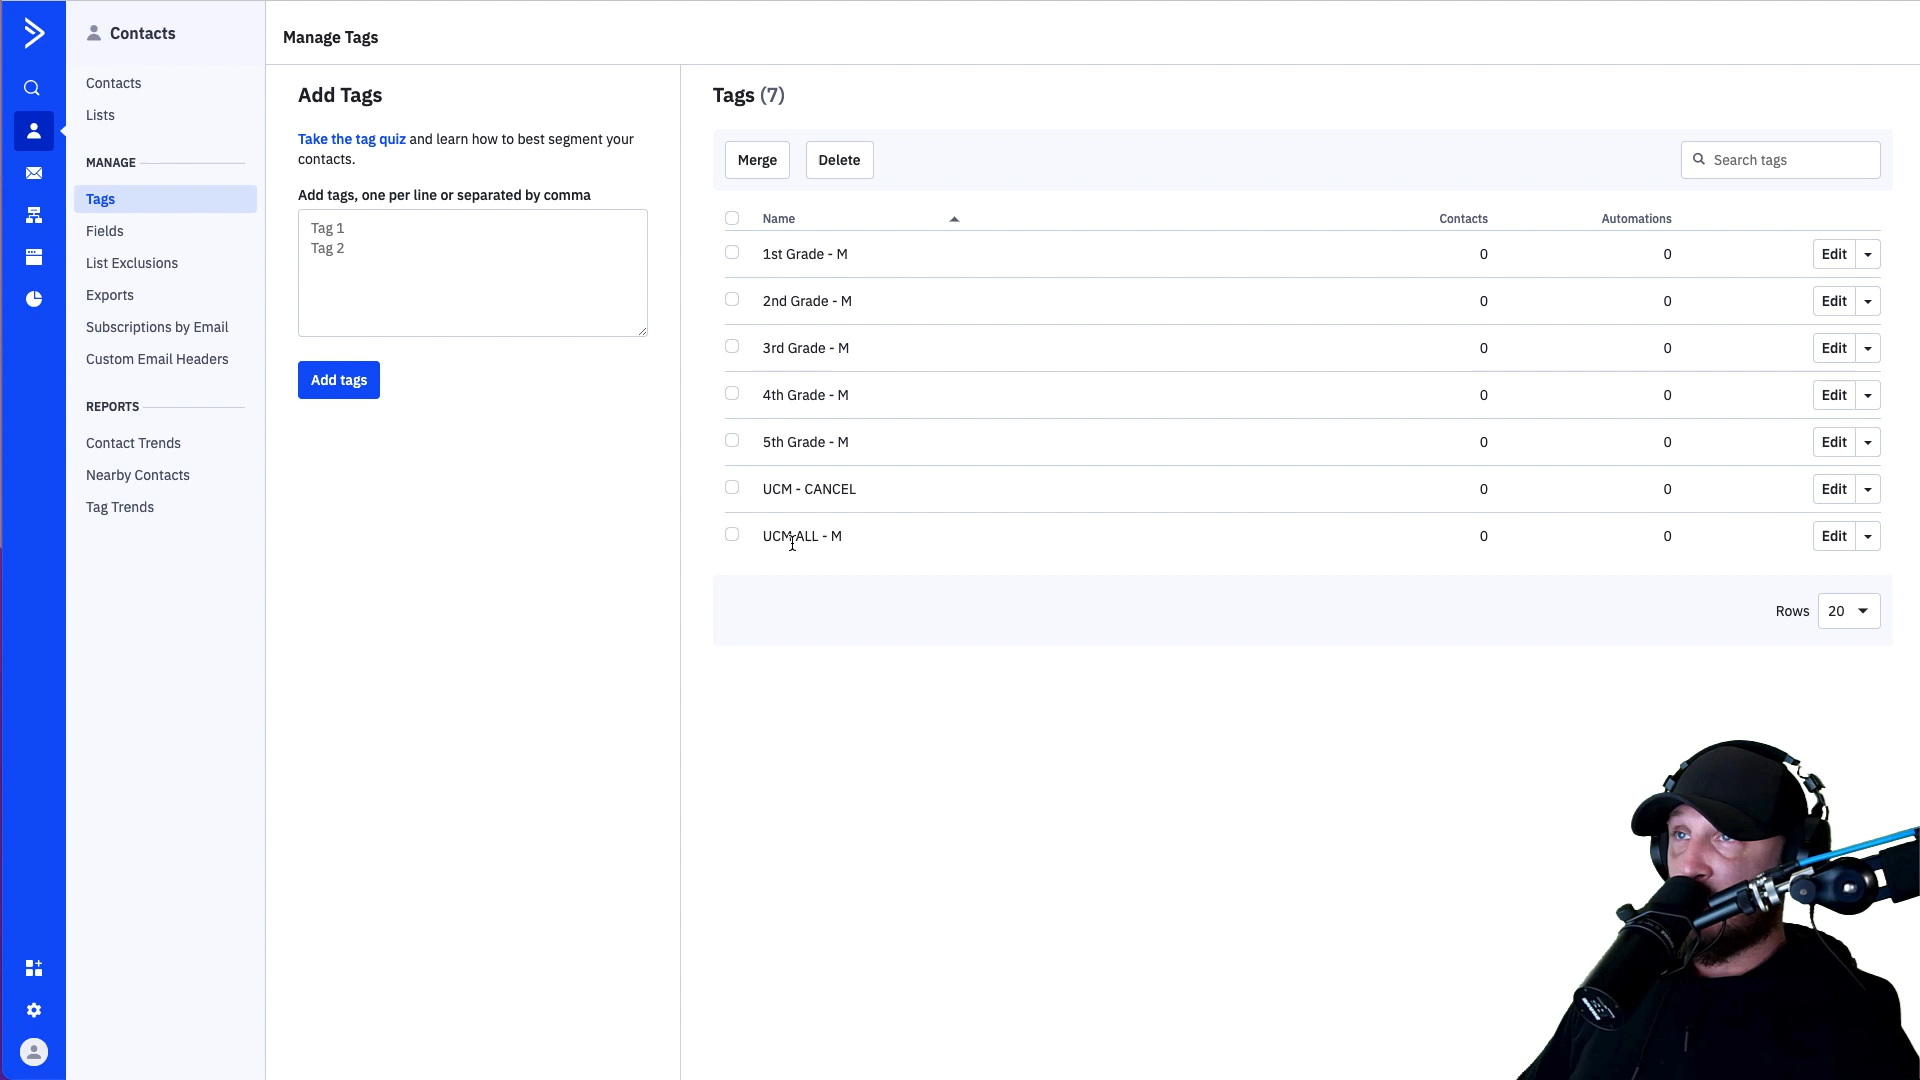 Contacts
Contacts
Lists
MANAGE
Tags
Fields
List Exclusions
Exports
Subscriptions by Email
Custom Email Headers
REPORTS
Contact Trends
Nearby Contacts
Tag Trends
Manage Tags
Add Tags
Take the tag quiz and learn how to best segment your
contacts.
Add tags, one per line or separated by comma
Tag 1
Tag 2
Add tags
Tags (7)
Merge Delete Search tags
Name Contacts Automations
1st Grade - M 0 0 Edit
2nd Grade - M 0 0 Edit
3rd Grade - M 0 0 Edit
4th Grade - M 0 0 Edit
5th Grade - M 0 0 Edit
UCM - CANCEL 0 0 Edit
UCM ALL - M 0 0 Edit
Rows 20